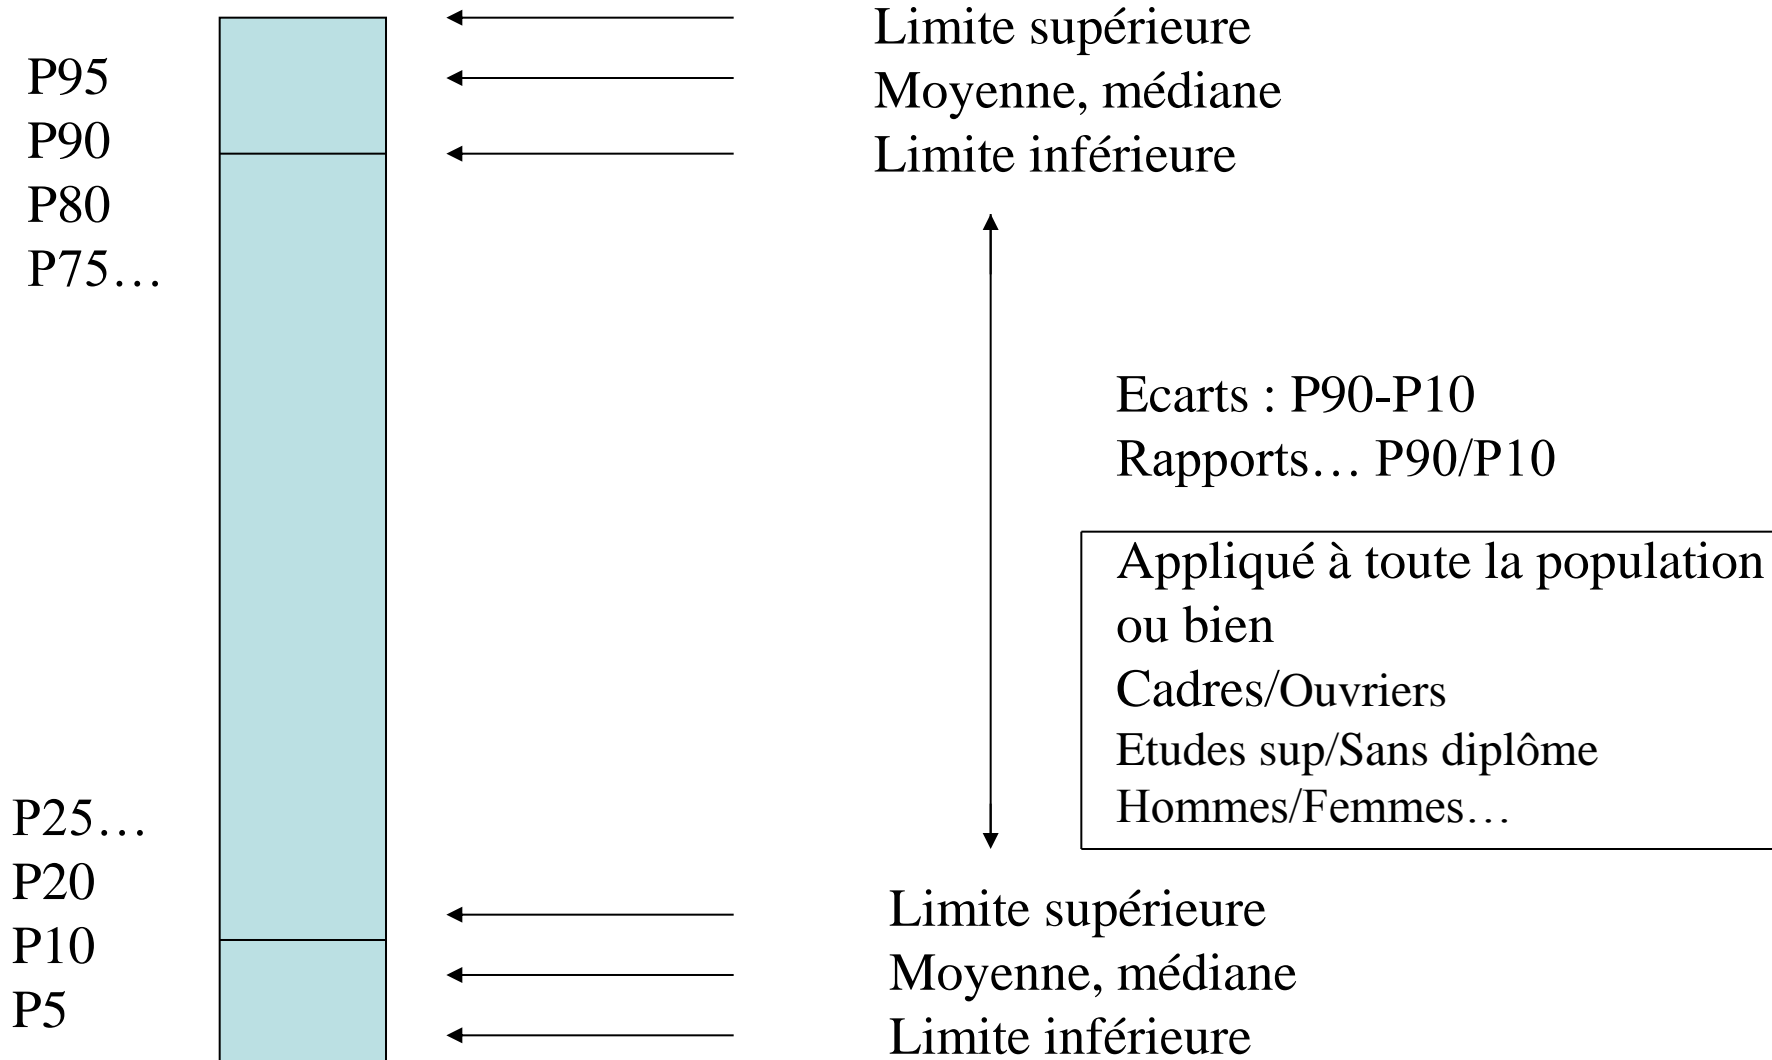 P95
P90
P80
P75…
Limite supérieure
Moyenne, médiane
Limite inférieure
Ecarts : P90-P10
Rapports… P90/P10
Appliqué à toute la population
ou bien
Cadres/Ouvriers
Etudes sup/Sans diplôme
Hommes/Femmes…
P25…
P20
P10
P5
Limite supérieure
Moyenne, médiane
Limite inférieure